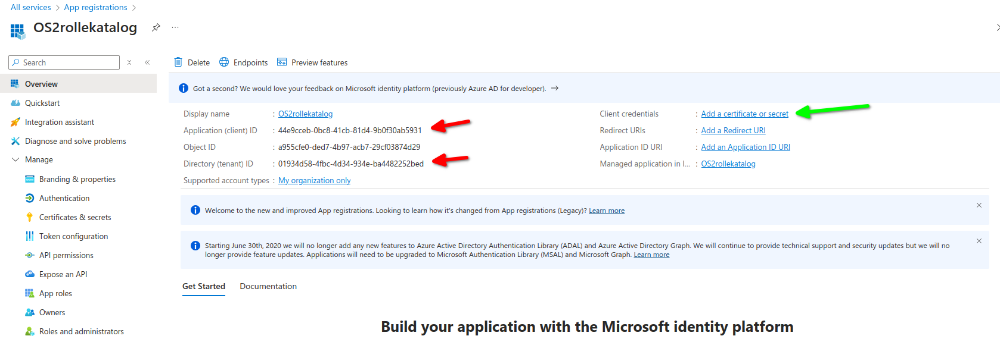 All services > App registrations >
OS2rollekatalog
Search
Delete Endpoints Preview features
Overview
Quickstart
Integration assistant
Diagnose and solve problems
Manage
Branding & properties
Authentication
Certificates & secrets
Token configuration
API permissions
Expose an API
App roles
Owners
Roles and administrators
Got a second? We would love your feedback on Microsoft identity platform (previously Azure AD for developer). →
Display name : OS2rollekatalog
Application (client) ID : 44e9cceb-0bc8-41cb-81d4-9b0f30ab5931
Object ID : a955cfe0-ded7-4b97-acb7-29cf03874d29
Directory (tenant) ID : 01934d58-4fbc-4d34-934e-ba4482252bed
Supported account types : My organization only
Client credentials : Add a certificate or secret
Redirect URIs : Add a Redirect URI
Application ID URI : Add an Application ID URI
Managed application in l... : OS2rollekatalog
Welcome to the new and improved App registrations. Looking to learn how it's changed from App registrations (Legacy)? Learn more
Starting June 30th, 2020 we will no longer add any new features to Azure Active Directory Authentication Library (ADAL) and Azure Active Directory Graph. We will continue to provide technical support and security updates but we will no
longer provide feature updates. Applications will need to be upgraded to Microsoft Authentication Library (MSAL) and Microsoft Graph. Learn more
Get Started Documentation
Build your application with the Microsoft identity platform